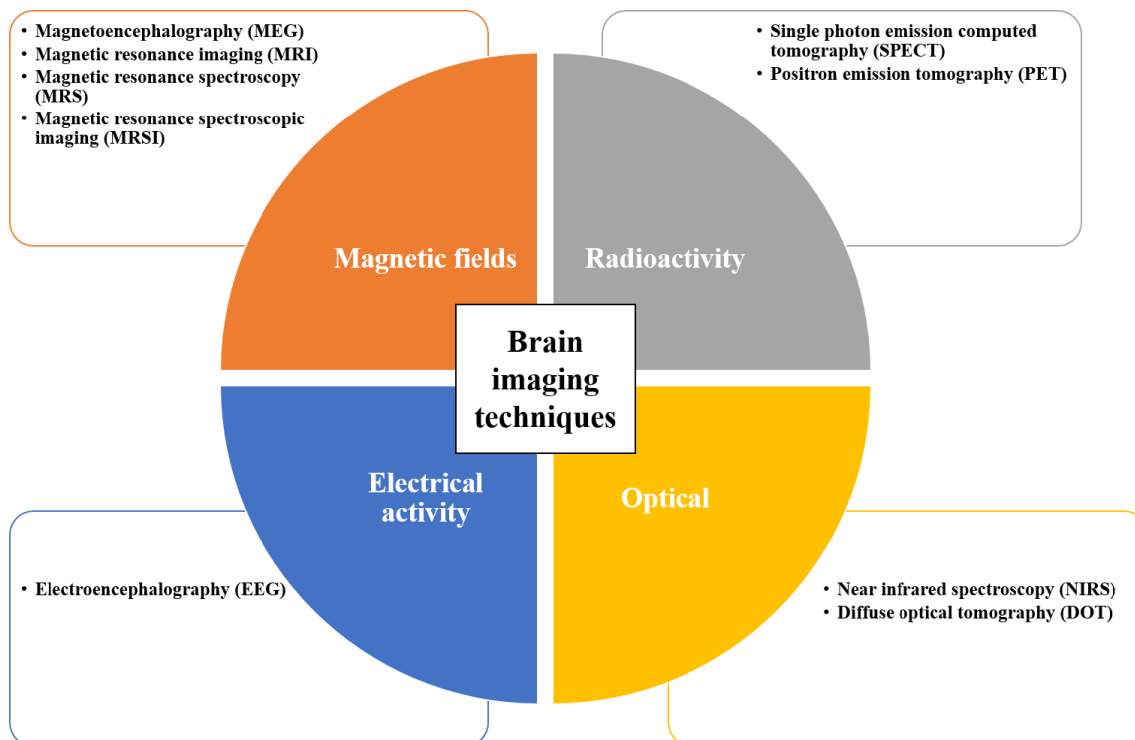 • Magnetoencephalography (MEG)
• Magnetic resonance imaging (MRI)
• Magnetic resonance spectroscopy
(MRS)
• Magnetic resonance spectroscopic
imaging (MRSI)
• Single photon emission computed
tomography (SPECT)
• Positron emission tomography (PET)
Magnetic fields
Radioactivity
Brain
imaging
techniques
Electrical
activity
Optical
• Electroencephalography (EEG)
• Near infrared spectroscopy (NIRS)
• Diffuse optical tomography (DOT)